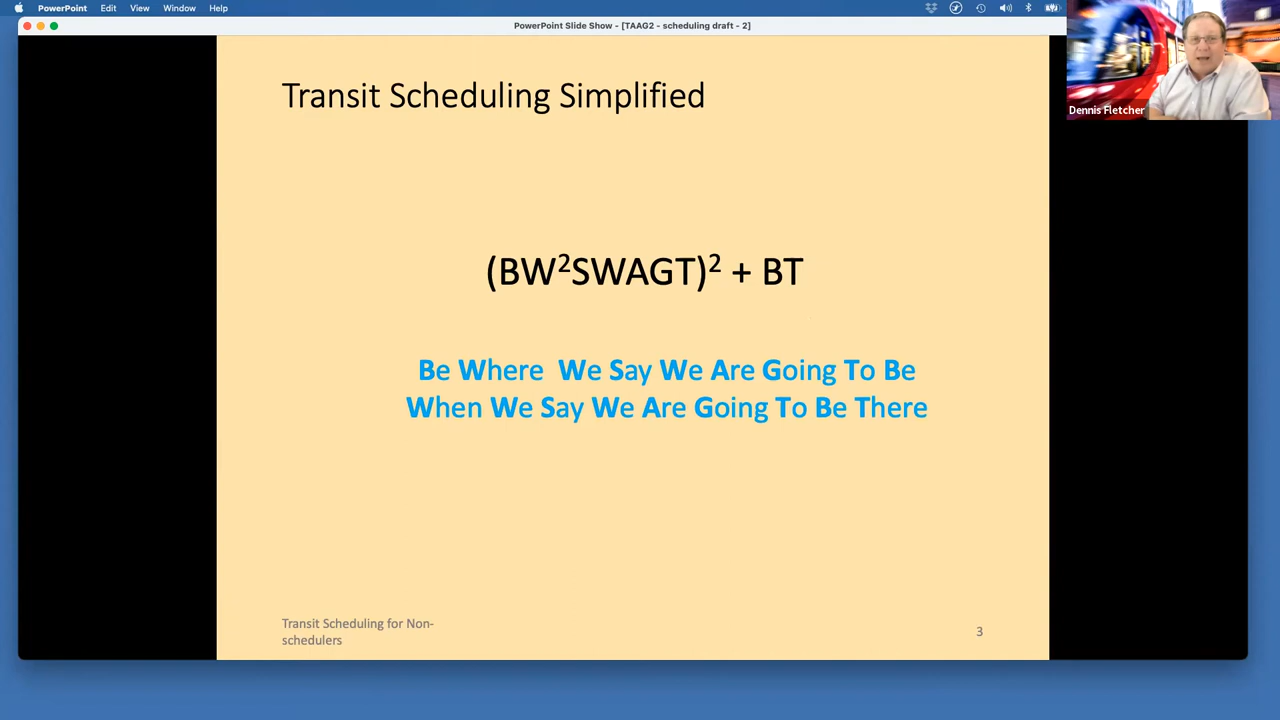 PowerPoint Edit View Window Help
PowerPoint Slide Show - [TAAG2 - scheduling draft - 2]
Dennis Fletcher
Transit Scheduling Simplified
(BW²SWAGT)² + BT
Be Where We Say We Are Going To Be
When We Say We Are Going To Be There
Transit Scheduling for Non-
schedulers
3